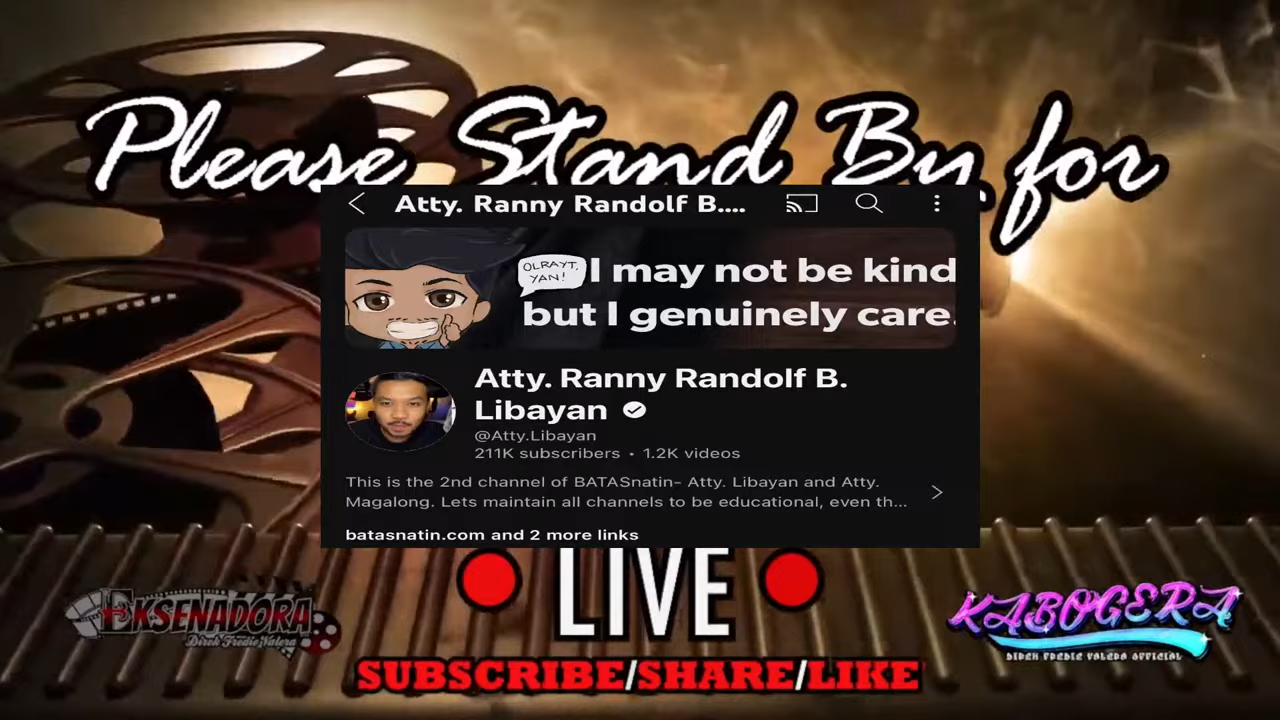 Please Stand By for
Atty. Ranny Randolf B....
OLRAYT,
YAN!
I may not be kind
but I genuinely care.
Atty. Ranny Randolf B.
Libayan
@Atty.Libayan
211K subscribers • 1.2K videos
This is the 2nd channel of BATASnatin- Atty. Libayan and Atty.
Magalong. Lets maintain all channels to be educational, even th...
batasnatin.com and 2 more links
LIVE
EKSENADORA
Direk Fredie Valera
KABOGERA
DIREK FREDIE VALERA OFFICIAL
SUBSCRIBE/SHARE/LIKE